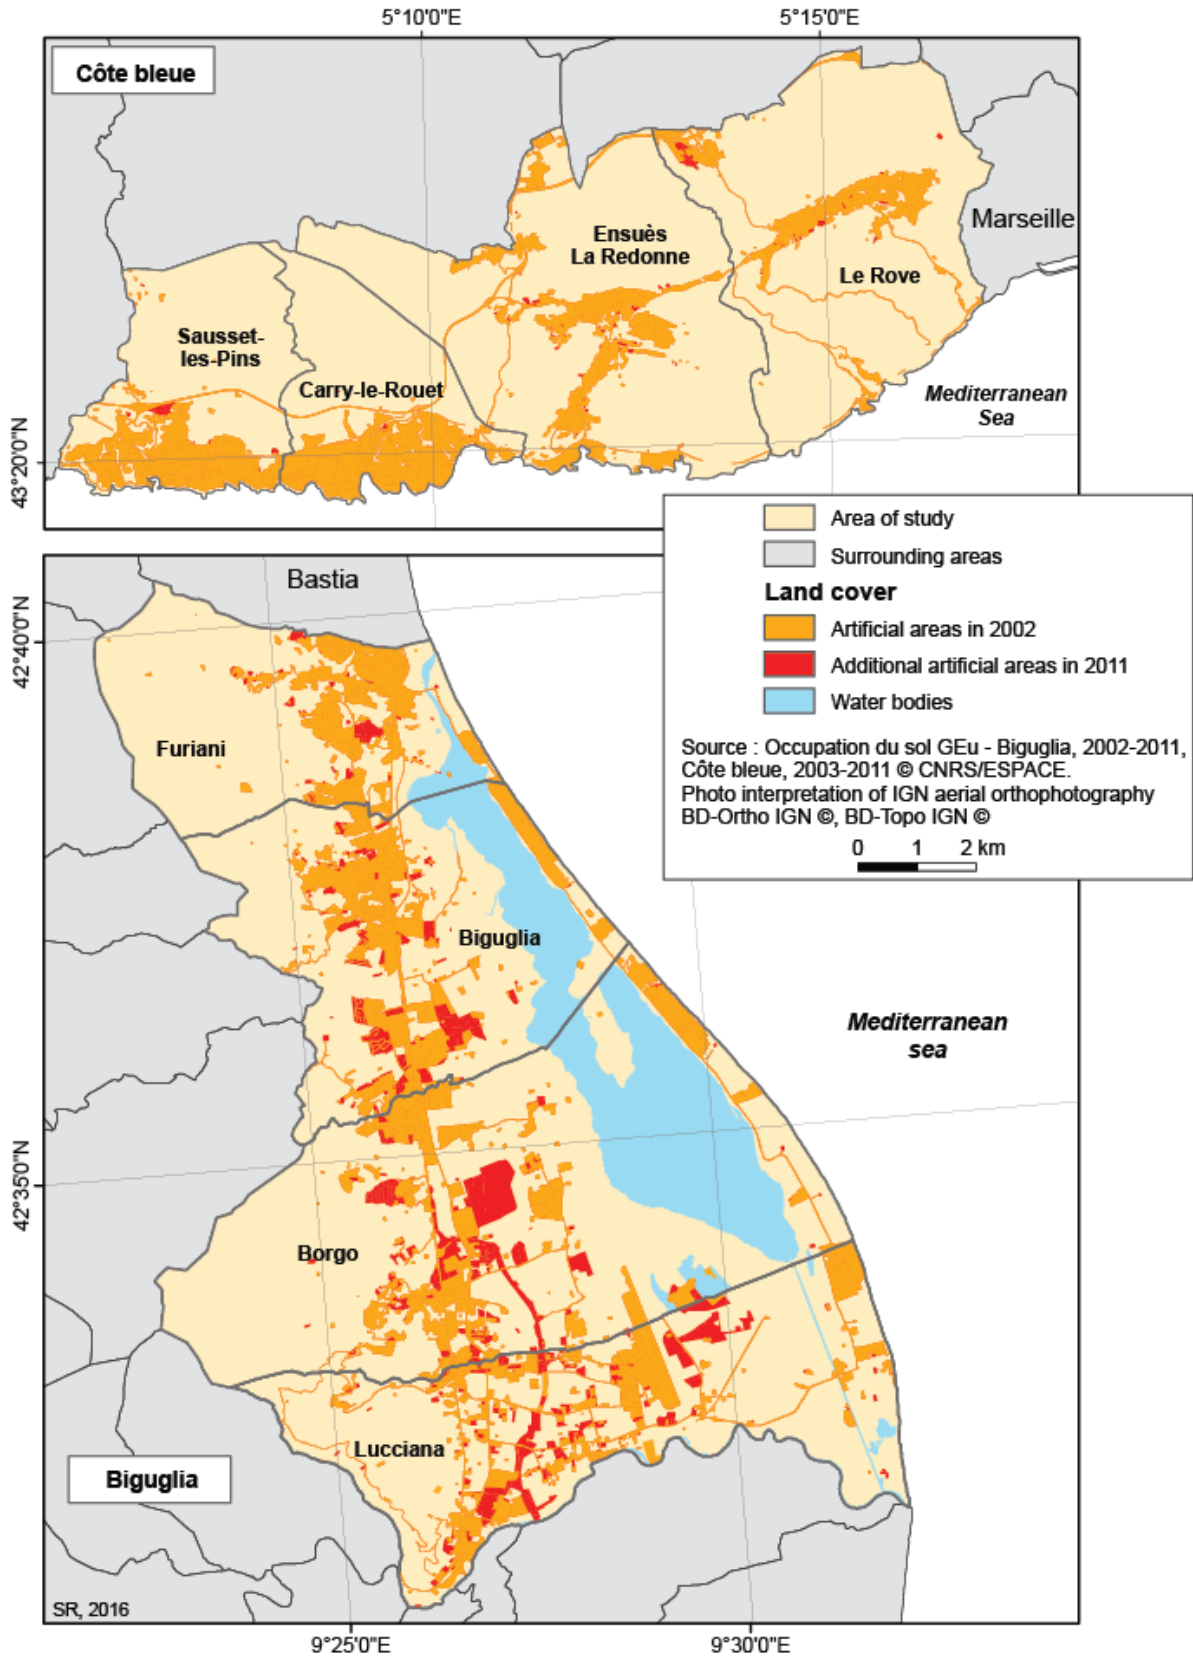 5°10'0"E
5°15'0"E
Côte bleue
Marseille
Ensuès
La Redonne
Le Rove
Sausset-
les-Pins
Carry-le-Rouet
Mediterranean
Sea
43°20'0"N
Area of study
Surrounding areas
Land cover
Artificial areas in 2002
Additional artificial areas in 2011
Water bodies
Source : Occupation du sol GEu - Biguglia, 2002-2011,
Côte bleue, 2003-2011 © CNRS/ESPACE.
Photo interpretation of IGN aerial orthophotography
BD-Ortho IGN ©, BD-Topo IGN ©
0 1 2 km
Bastia
42°40'0"N
Furiani
Biguglia
Mediterranean
sea
42°35'0"N
Borgo
Lucciana
Biguglia
SR, 2016
9°25'0"E
9°30'0"E